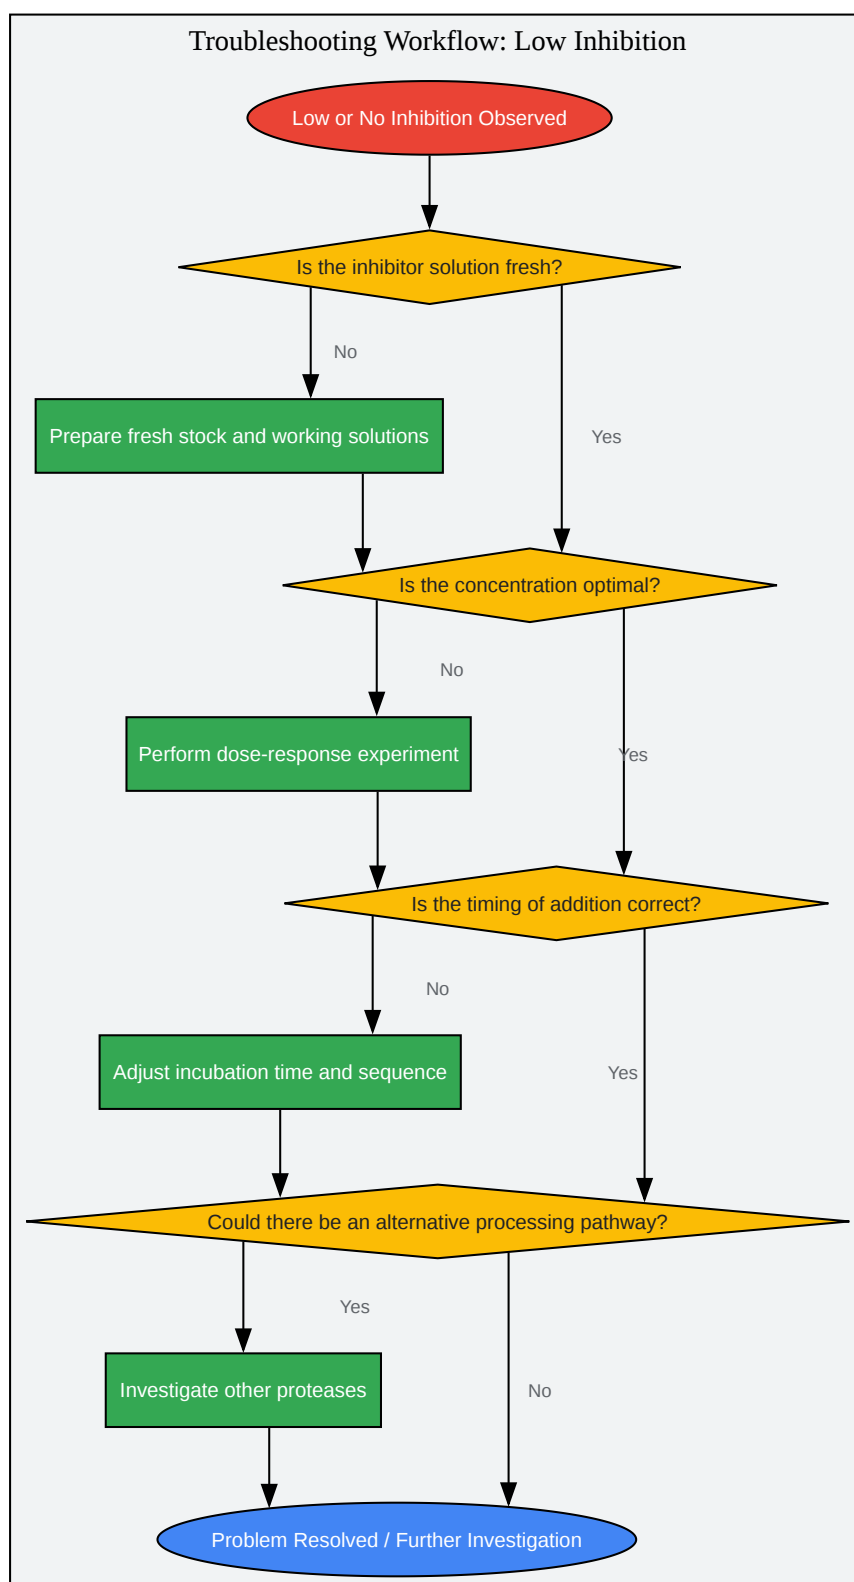 Troubleshooting Workflow: Low Inhibition
Low or No Inhibition Observed
Is the inhibitor solution fresh?
No
Prepare fresh stock and working solutions
Yes
Is the concentration optimal?
No
Perform dose-response experiment
Yes
Is the timing of addition correct?
No
Adjust incubation time and sequence
Yes
Could there be an alternative processing pathway?
Yes
Investigate other proteases
No
Problem Resolved / Further Investigation